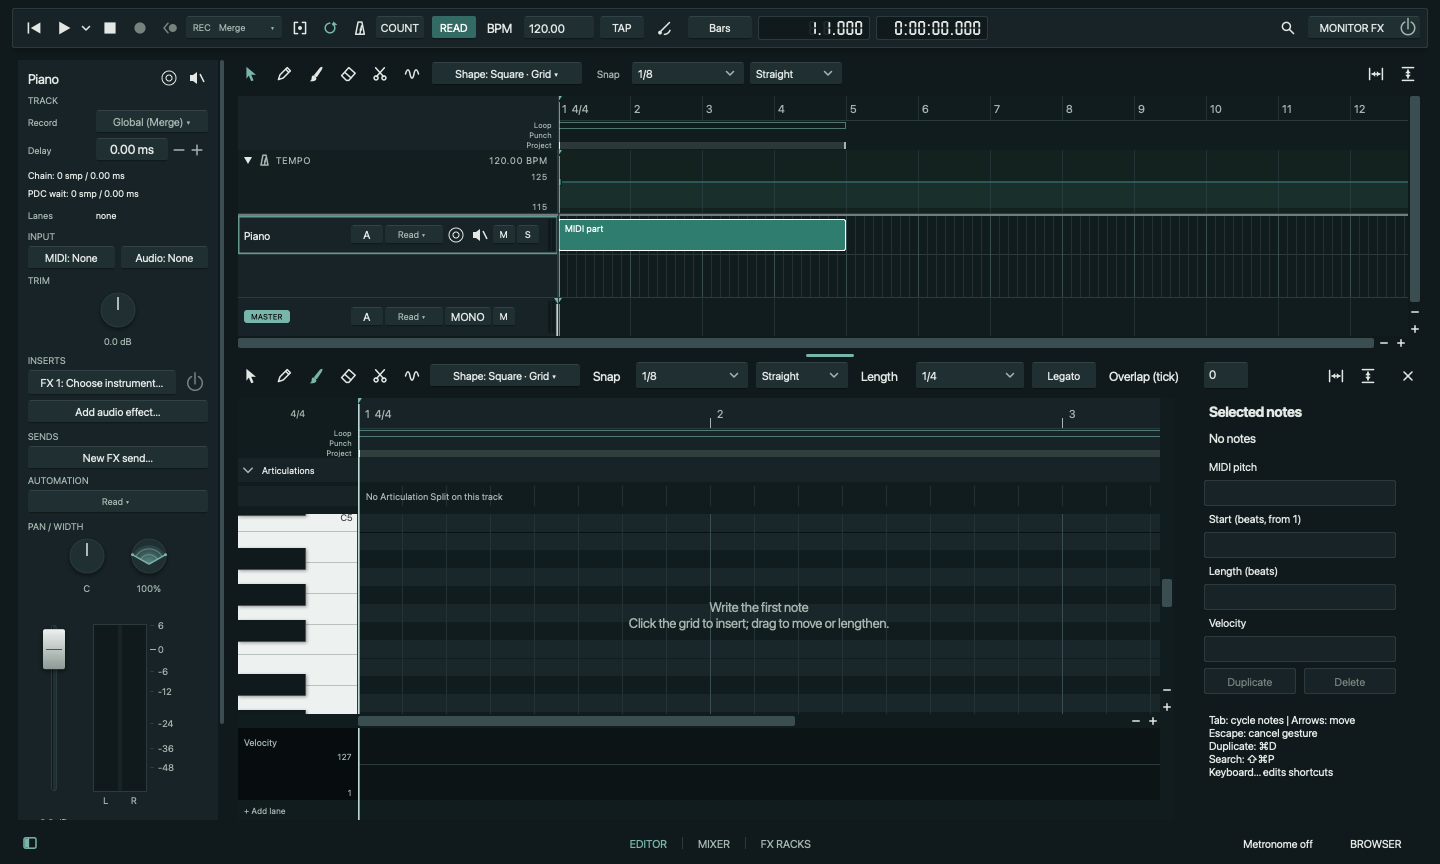 REC Merge
COUNT
READ
BPM
120.00
TAP
Bars
1.1.000
0:00:00.000
MONITOR FX
Piano
TRACK
Record
Global (Merge)
Delay
0.00 ms
Chain: 0 smp / 0.00 ms
PDC wait: 0 smp / 0.00 ms
Lanes
none
INPUT
MIDI: None
Audio: None
TRIM
0.0 dB
INSERTS
FX 1: Choose instrument...
Add audio effect...
SENDS
New FX send...
AUTOMATION
Read
PAN / WIDTH
C
100%
6
0
-6
-12
-24
-36
-48
L
R
Shape: Square · Grid
Snap
1/8
Straight
1 4/4
2
3
4
5
6
7
8
9
10
11
12
Loop
Punch
Project
TEMPO
120.00 BPM
125
115
Piano
A
Read
M
S
MIDI part
MASTER
A
Read
MONO
M
Shape: Square · Grid
Snap
1/8
Straight
Length
1/4
Legato
Overlap (tick)
0
4/4
1 4/4
2
3
Loop
Punch
Project
Articulations
No Articulation Split on this track
C5
Write the first note
Click the grid to insert; drag to move or lengthen.
Velocity
127
1
+ Add lane
Selected notes
No notes
MIDI pitch
Start (beats, from 1)
Length (beats)
Velocity
Duplicate
Delete
Tab: cycle notes | Arrows: move
Escape: cancel gesture
Duplicate: ⌘D
Search: ⇧⌘P
Keyboard... edits shortcuts
EDITOR
MIXER
FX RACKS
Metronome off
BROWSER